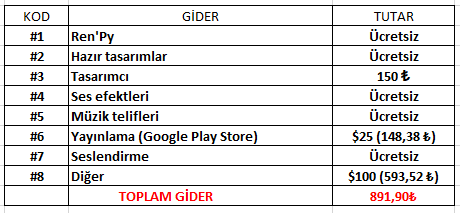 KOD GİDER TUTAR
#1 Ren'Py Ücretsiz
#2 Hazır tasarımlar Ücretsiz
#3 Tasarımcı 150 ₺
#4 Ses efektleri Ücretsiz
#5 Müzik telifleri Ücretsiz
#6 Yayınlama (Google Play Store) $25 (148,38 ₺)
#7 Seslendirme Ücretsiz
#8 Diğer $100 (593,52 ₺)
TOPLAM GİDER 891,90₺